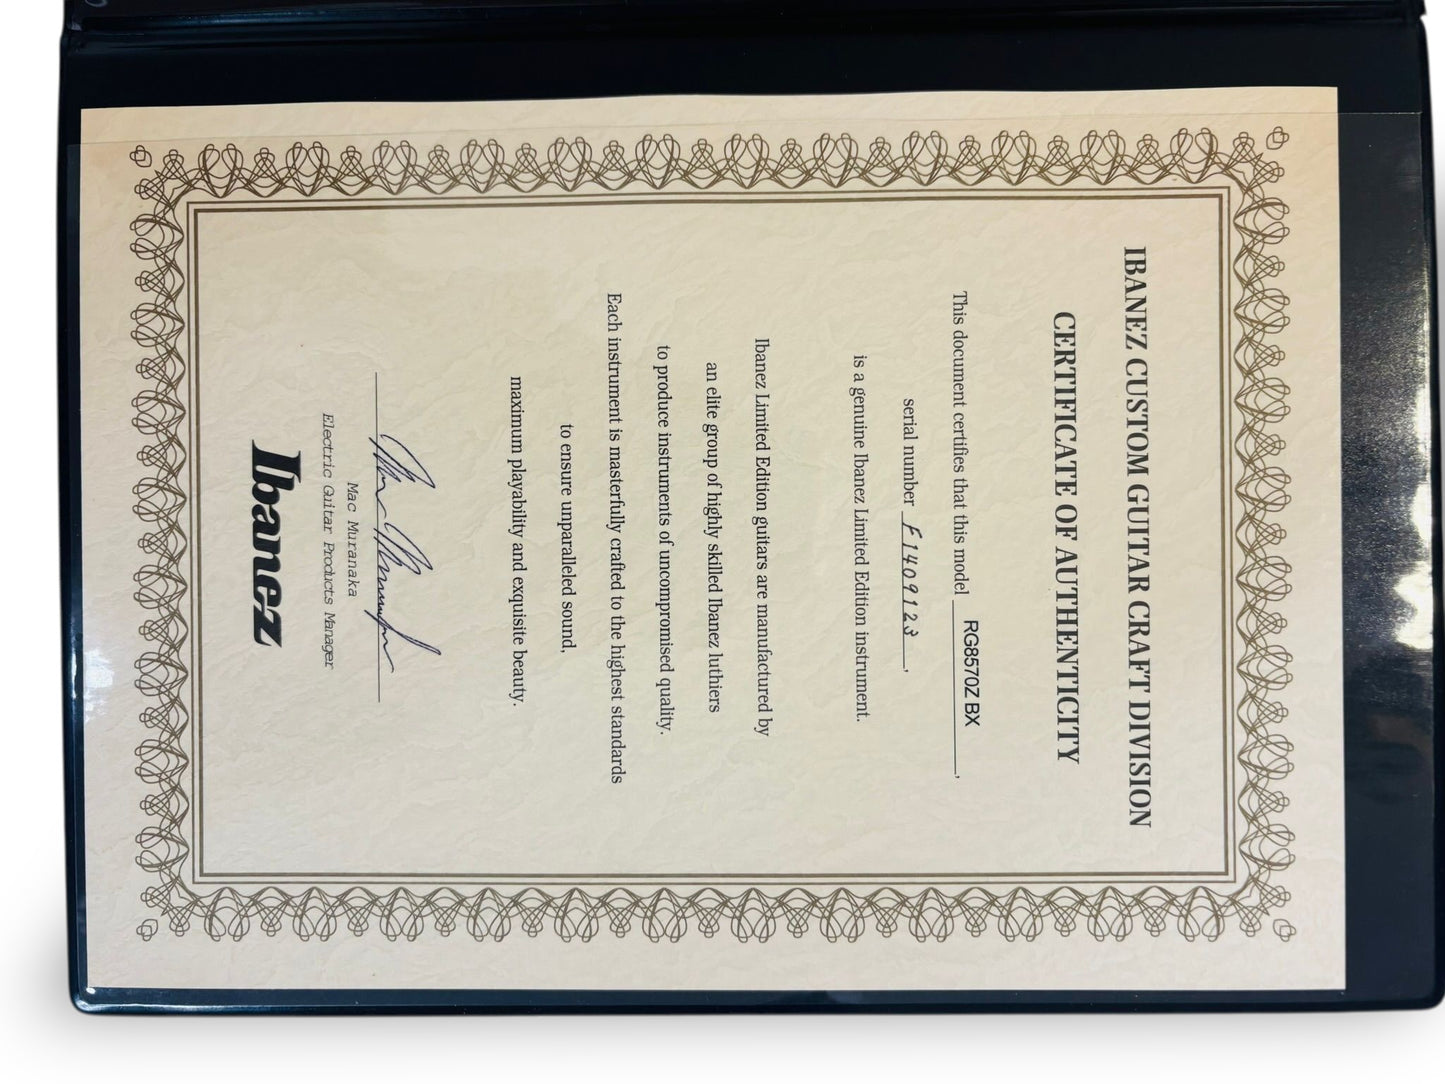 IBANEZ CUSTOM GUITAR CRAFT DIVISION
CERTIFICATE OF AUTHENTICITY
This document certifies that this model RG8570Z BX,
serial number F1409123,
is a genuine Ibanez Limited Edition instrument.
Ibanez Limited Edition guitars are manufactured by
an elite group of highly skilled Ibanez luthiers
to produce instruments of uncompromised quality.
Each instrument is masterfully crafted to the highest standards
to ensure unparalleled sound,
maximum playability and exquisite beauty.
Mac Muranaka
Electric Guitar Products Manager
Ibanez